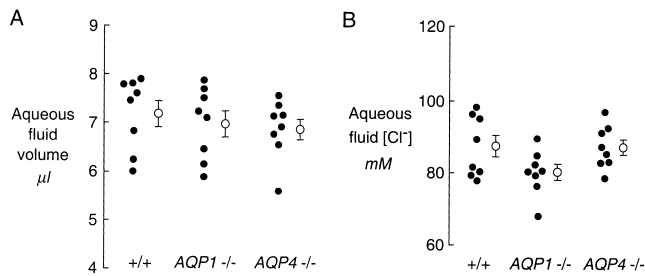 A
9
8
7
6
5
4
Aqueous
fluid
volume
µl
+/+ AQP1 -/- AQP4 -/-
B
120
100
80
60
Aqueous
fluid [Cl⁻]
mM
+/+ AQP1 -/- AQP4 -/-